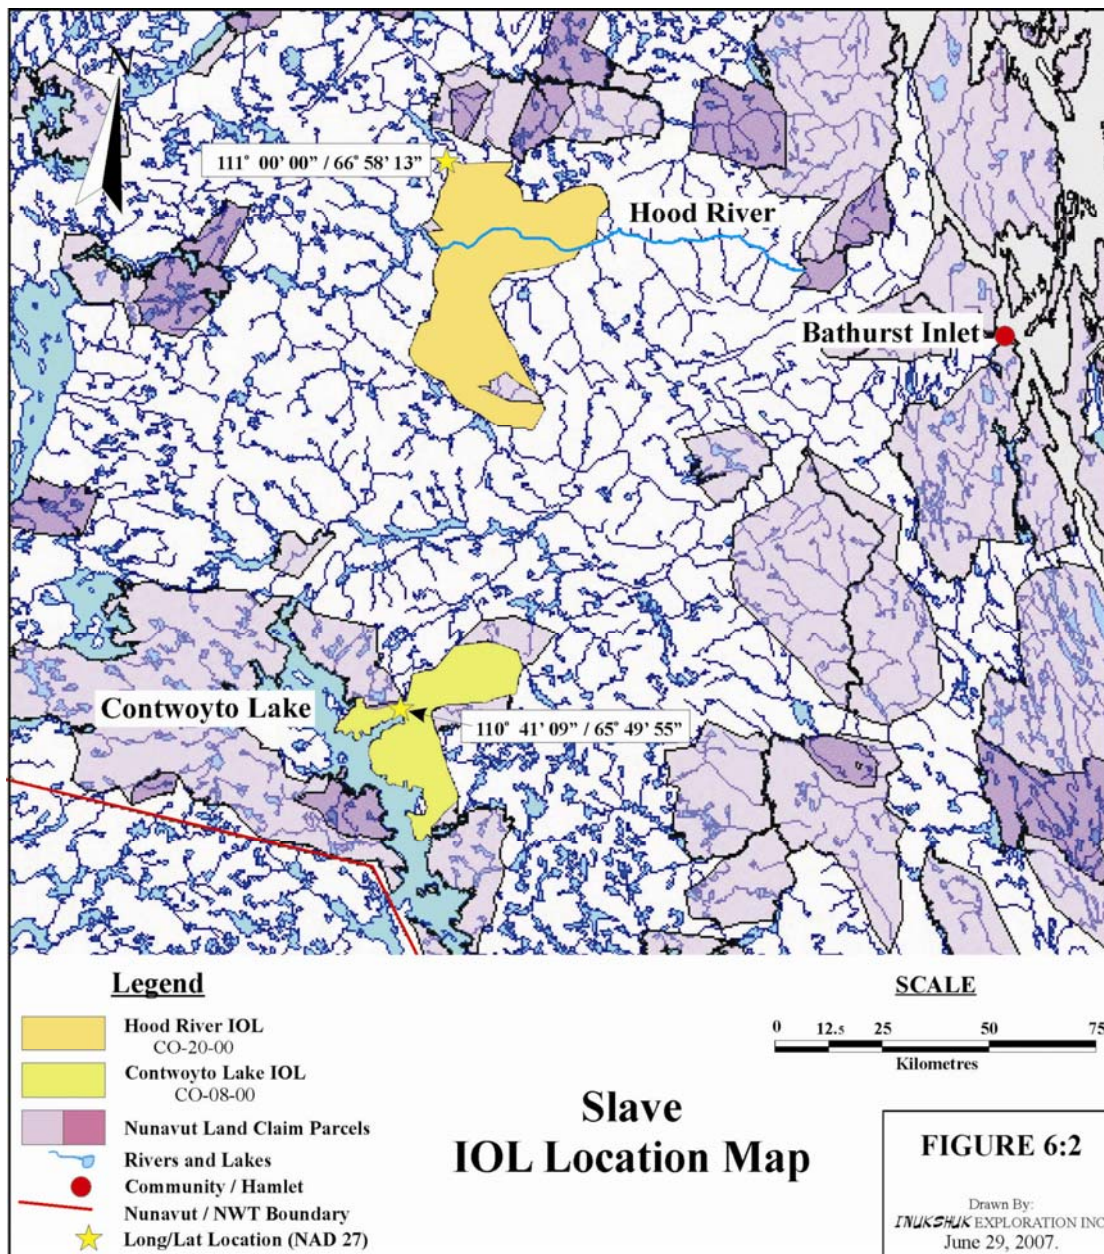 N
111° 00' 00" / 66° 58' 13"
Hood River
Bathurst Inlet
Contwoyto Lake
110° 41' 09" / 65° 49' 55"
Legend
Hood River IOL
CO-20-00
Contwoyto Lake IOL
CO-08-00
Nunavut Land Claim Parcels
Rivers and Lakes
Community / Hamlet
Nunavut / NWT Boundary
Long/Lat Location (NAD 27)
SCALE
0 12.5 25 50 75
Kilometres
Slave
IOL Location Map
FIGURE 6:2
Drawn By:
INUKSHUK EXPLORATION INC
June 29, 2007.